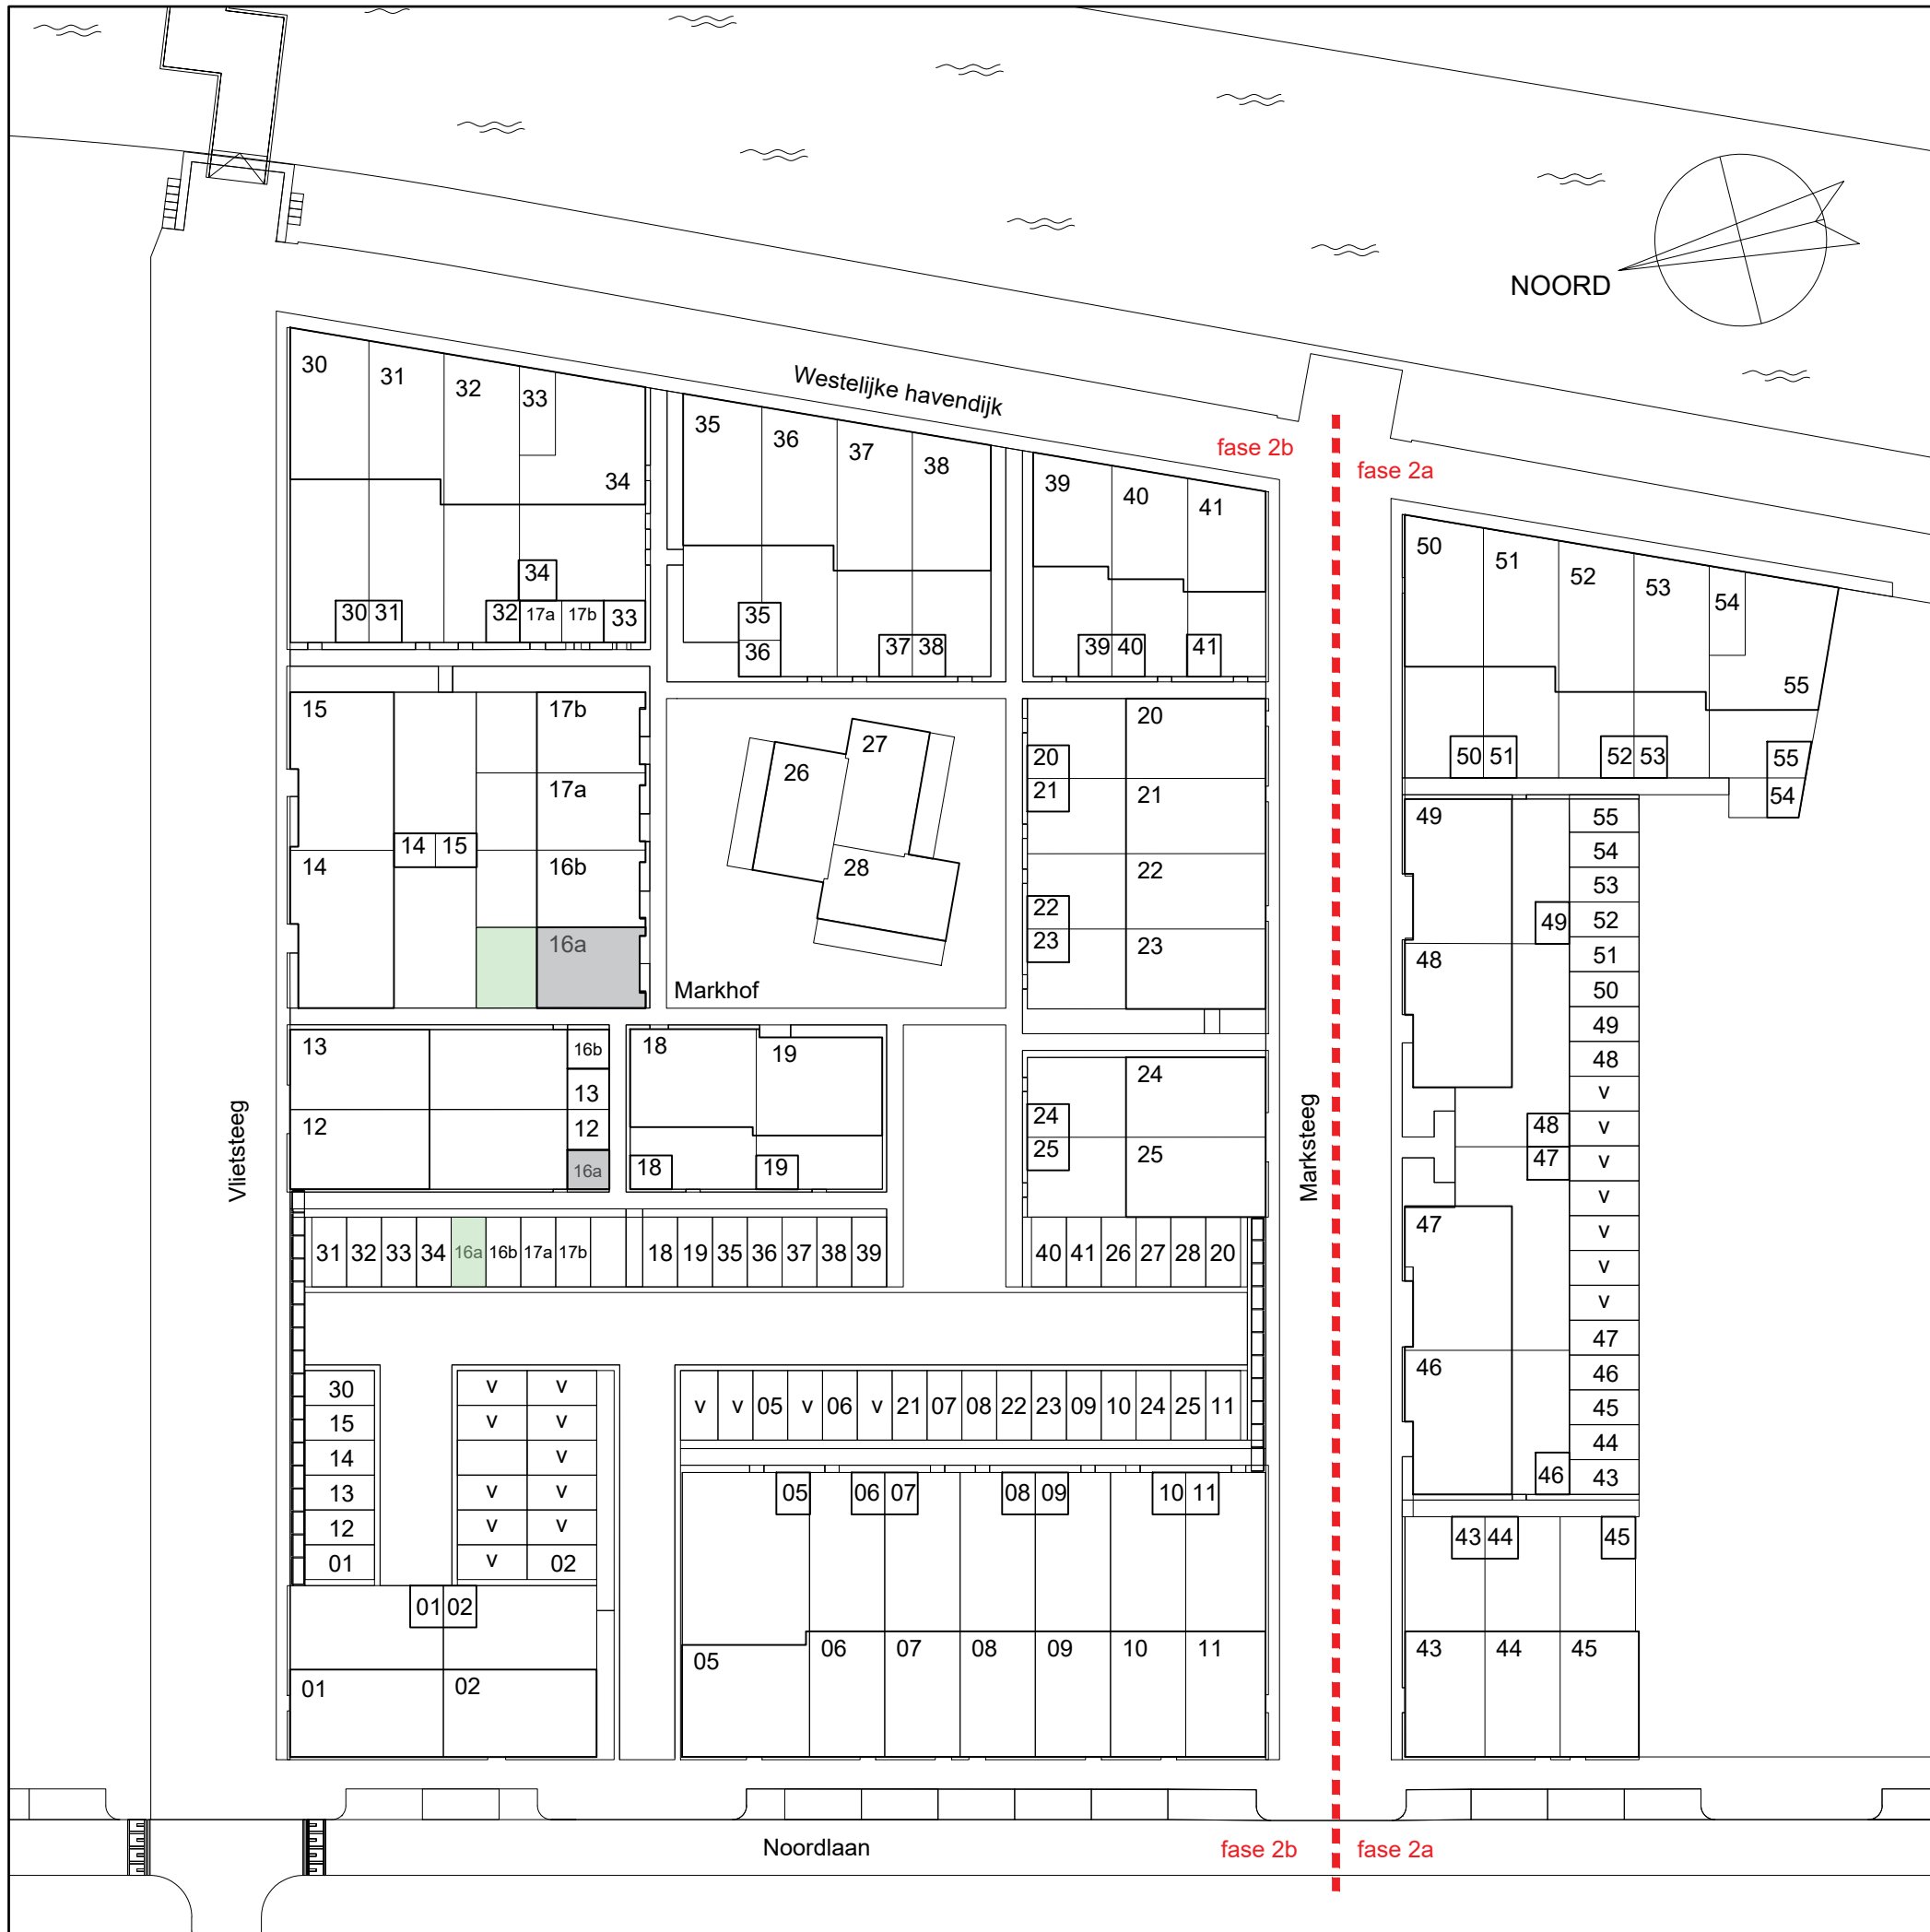 NOORD
Westelijke havendijk
fase 2b
fase 2a
30
31
32
33
34
35
36
37
38
39
40
41
50
51
52
53
54
55
34
30 31
32 17a 17b 33
35
36
37 38
39 40
41
50 51
52 53
55
54
15
14
14 15
17b
17a
16b
16a
26
27
28
Markhof
20
21
22
23
20
21
22
23
49
48
49
55
54
53
52
51
50
49
48
v
v
v
v
v
v
v
47
46
45
44
43
13
12
16b
13
12
16a
18
19
18
19
24
25
24
25
48
47
47
46
46
Vlietsteeg
Marksteeg
31 32 33 34 16a 16b 17a 17b
18 19 35 36 37 38 39
40 41 26 27 28 20
30
15
14
13
12
01
v v
v v
v
v v
v v
v 02
v v 05 v 06 v 21 07 08 22 23 09 10 24 25 11
05
06 07
08 09
10 11
43 44
45
01 02
01
02
05
06
07
08
09
10
11
43
44
45
Noordlaan
fase 2b
fase 2a